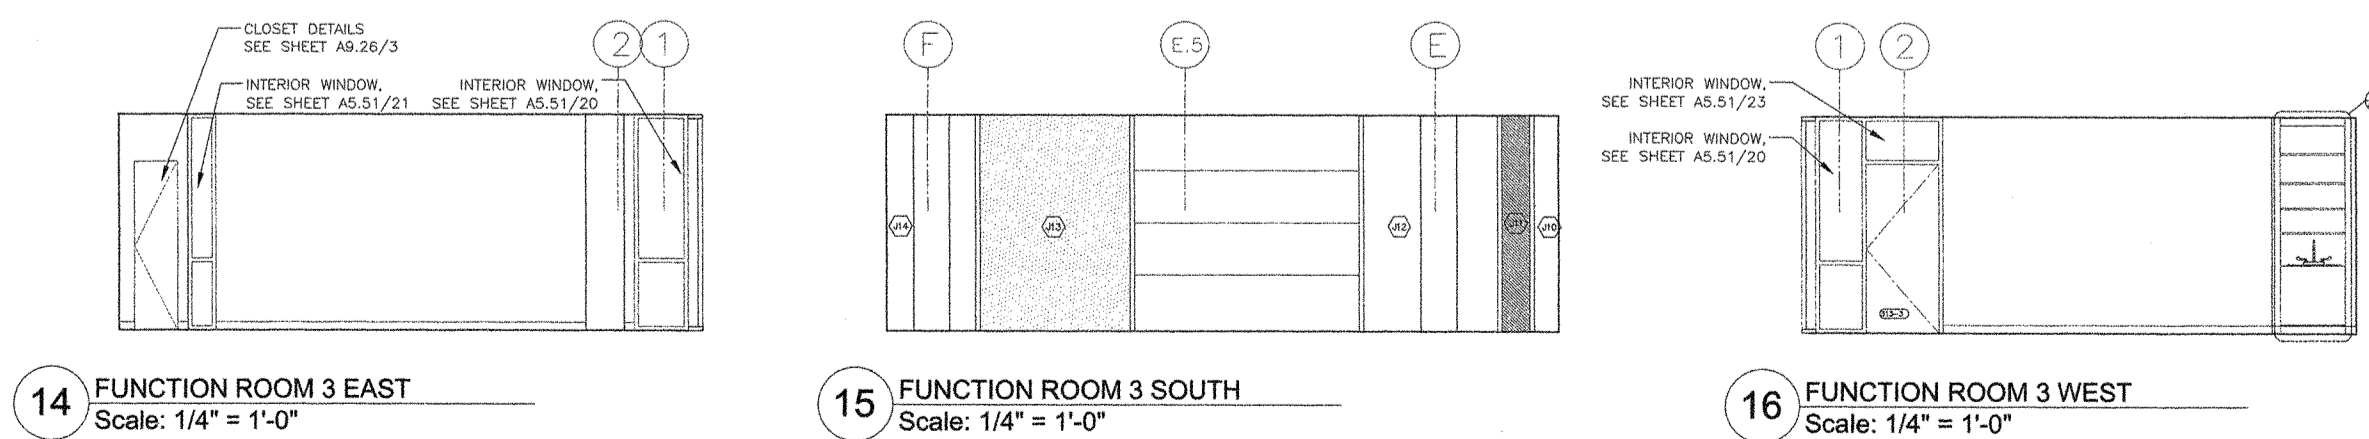 CLOSET DETAILS
SEE SHEET A9.26/3
INTERIOR WINDOW,
SEE SHEET A5.51/21
INTERIOR WINDOW,
SEE SHEET A5.51/20
2
1
14
FUNCTION ROOM 3 EAST
Scale: 1/4" = 1'-0"
F
E.5
E
J14
J13
J12
J11
J10
15
FUNCTION ROOM 3 SOUTH
Scale: 1/4" = 1'-0"
1
2
INTERIOR WINDOW,
SEE SHEET A5.51/23
INTERIOR WINDOW,
SEE SHEET A5.51/20
313-3
16
FUNCTION ROOM 3 WEST
Scale: 1/4" = 1'-0"